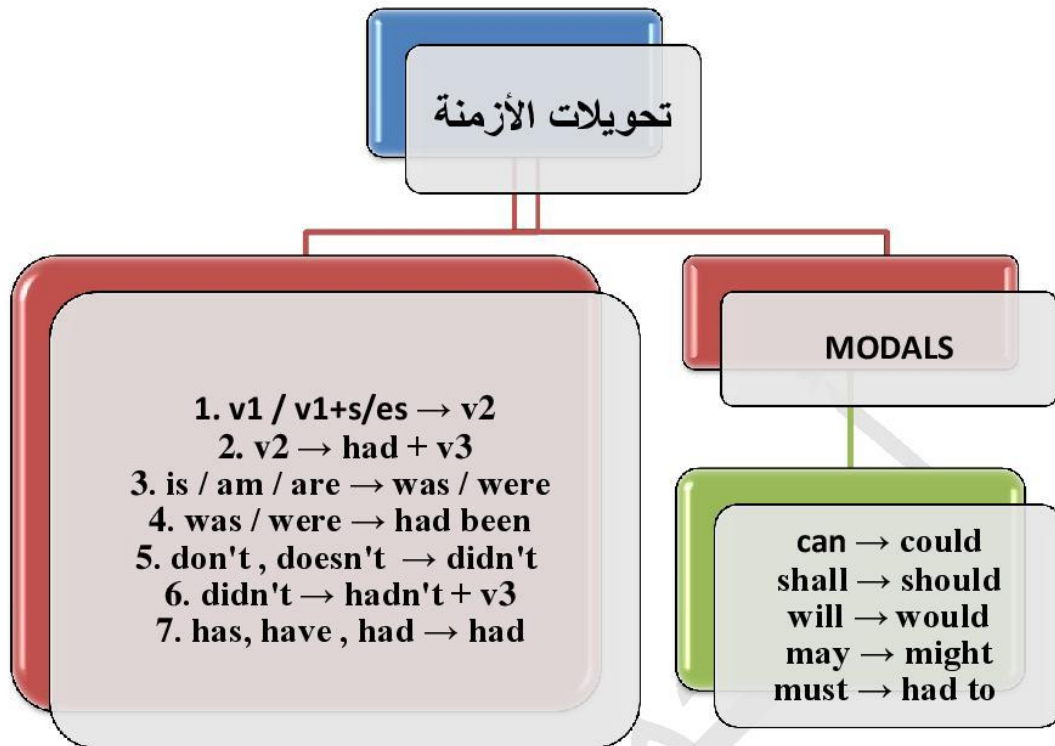 تحويلات الأزمنة
1. v1 / v1+s/es → v2
2. v2 → had + v3
3. is / am / are → was / were
4. was / were → had been
5. don't , doesn't → didn't
6. didn't → hadn't + v3
7. has, have , had → had
MODALS
can → could
shall → should
will → would
may → might
must → had to